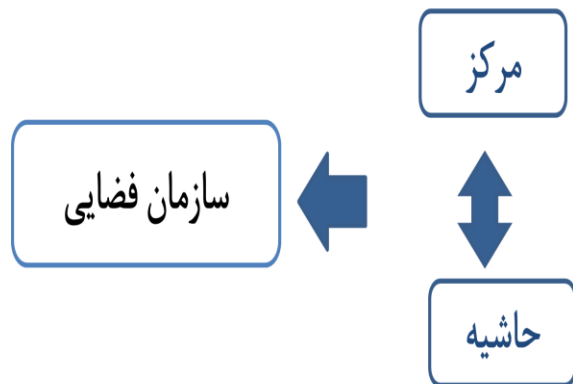 مرکز
سازمان فضایی
حاشیه